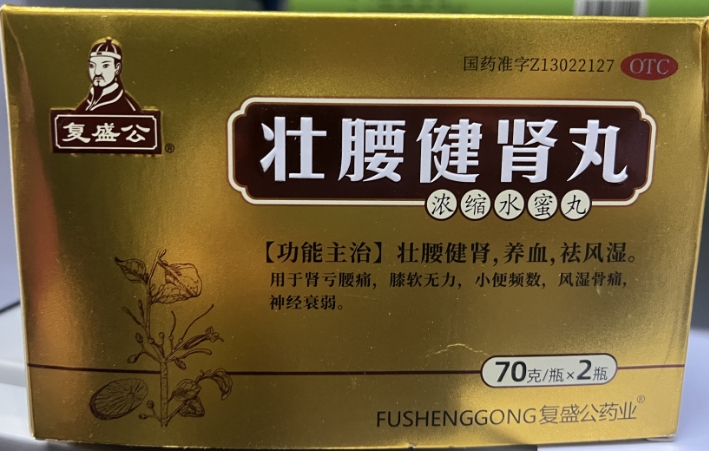 国药准字Z13022127 OTC
复盛公®
壮腰健肾丸
浓缩水蜜丸
【功能主治】壮腰健肾,养血,祛风湿。
用于肾亏腰痛，膝软无力，小便频数，风湿骨痛，
神经衰弱。
70克/瓶×2瓶
FUSHENGGONG复盛公药业®